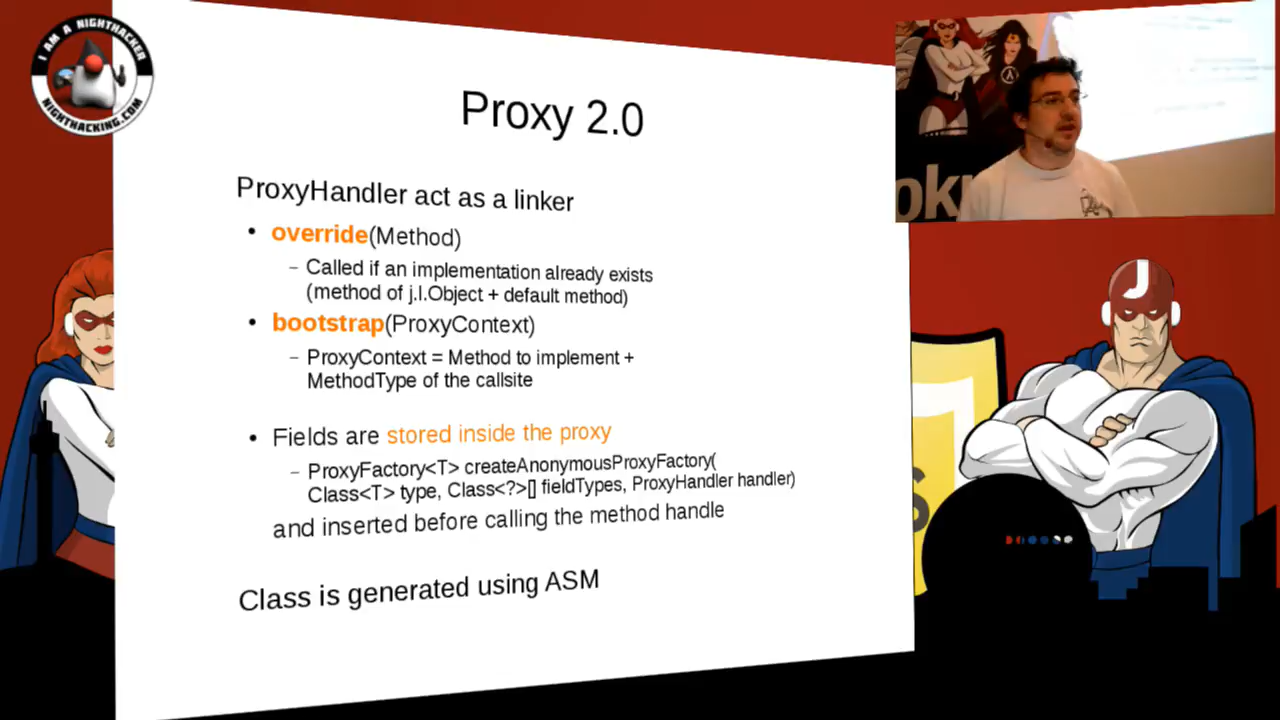 I AM A NIGHTHACKER
NIGHTHACKING.COM
Proxy 2.0
ProxyHandler act as a linker
• override(Method)
– Called if an implementation already exists
(method of j.l.Object + default method)
• bootstrap(ProxyContext)
– ProxyContext = Method to implement +
MethodType of the callsite
• Fields are stored inside the proxy
– ProxyFactory<T> createAnonymousProxyFactory(
Class<T> type, Class<?>[] fieldTypes, ProxyHandler handler)
and inserted before calling the method handle
Class is generated using ASM
J